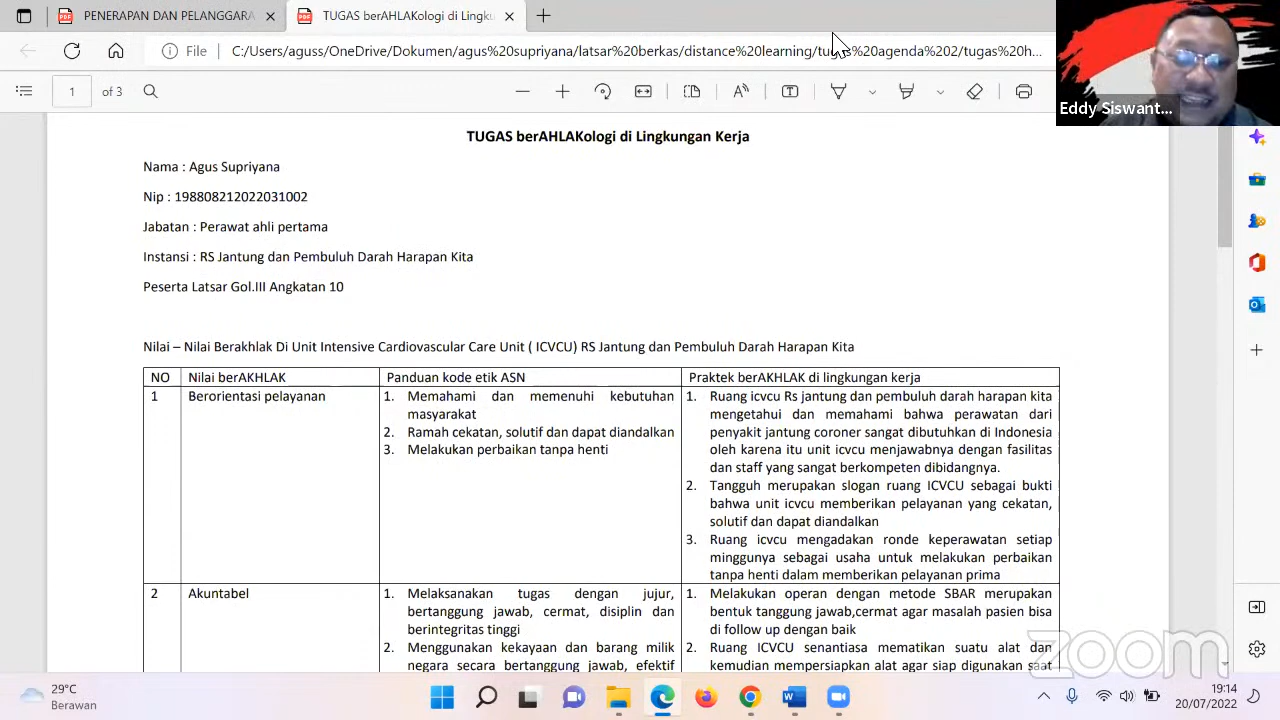 PENERAPAN DAN PELANGGARA
TUGAS berAHLAKologi di Lingku
File
C:/Users/aguss/OneDrive/Dokumen/agus%20supriyana/latsar%20berkas/distance%20learning/
%20agenda%202/tugas%20h...
1 of 3
Eddy Siswant...
TUGAS berAHLAKologi di Lingkungan Kerja
Nama : Agus Supriyana
Nip : 198808212022031002
Jabatan : Perawat ahli pertama
Instansi : RS Jantung dan Pembuluh Darah Harapan Kita
Peserta Latsar Gol.III Angkatan 10
Nilai – Nilai Berakhlak Di Unit Intensive Cardiovascular Care Unit ( ICVCU) RS Jantung dan Pembuluh Darah Harapan Kita
NO Nilai berAKHLAK Panduan kode etik ASN Praktek berAKHLAK di lingkungan kerja
1 Berorientasi pelayanan
1. Memahami dan memenuhi kebutuhan
masyarakat
2. Ramah cekatan, solutif dan dapat diandalkan
3. Melakukan perbaikan tanpa henti
1. Ruang icvcu Rs jantung dan pembuluh darah harapan kita
mengetahui dan memahami bahwa perawatan dari
penyakit jantung coroner sangat dibutuhkan di Indonesia
oleh karena itu unit icvcu menjawabnya dengan fasilitas
dan staff yang sangat berkompeten dibidangnya.
2. Tangguh merupakan slogan ruang ICVCU sebagai bukti
bahwa unit icvcu memberikan pelayanan yang cekatan,
solutif dan dapat diandalkan
3. Ruang icvcu mengadakan ronde keperawatan setiap
minggunya sebagai usaha untuk melakukan perbaikan
tanpa henti dalam memberikan pelayanan prima
2 Akuntabel
1. Melaksanakan tugas dengan jujur,
bertanggung jawab, cermat, disiplin dan
berintegritas tinggi
2. Menggunakan kekayaan dan barang milik
negara secara bertanggung jawab, efektif
1. Melakukan operan dengan metode SBAR merupakan
bentuk tanggung jawab,cermat agar masalah pasien bisa
di follow up dengan baik
2. Ruang ICVCU senantiasa mematikan suatu alat dan
kemudian mempersiapkan alat agar siap digunakan saat
zoom
29°C
Berawan
19:14
20/07/2022